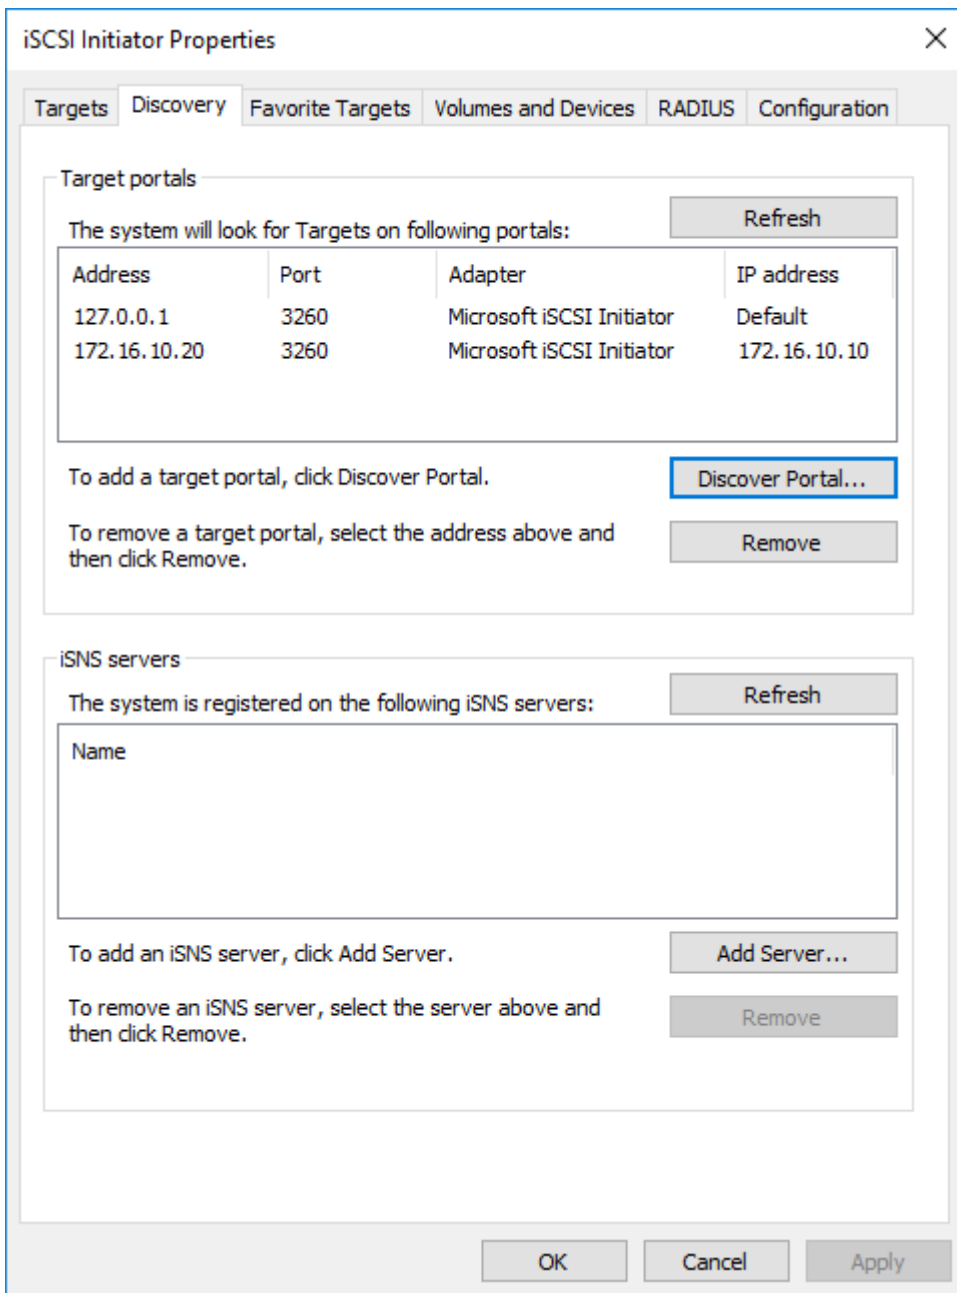 iSCSI Initiator Properties
Targets Discovery Favorite Targets Volumes and Devices RADIUS Configuration
Target portals
The system will look for Targets on following portals:
Refresh
Address Port Adapter IP address
127.0.0.1 3260 Microsoft iSCSI Initiator Default
172.16.10.20 3260 Microsoft iSCSI Initiator 172.16.10.10
To add a target portal, click Discover Portal.
Discover Portal...
To remove a target portal, select the address above and
then click Remove.
Remove
iSNS servers
The system is registered on the following iSNS servers:
Refresh
Name
To add an iSNS server, click Add Server.
Add Server...
To remove an iSNS server, select the server above and
then click Remove.
Remove
OK Cancel Apply